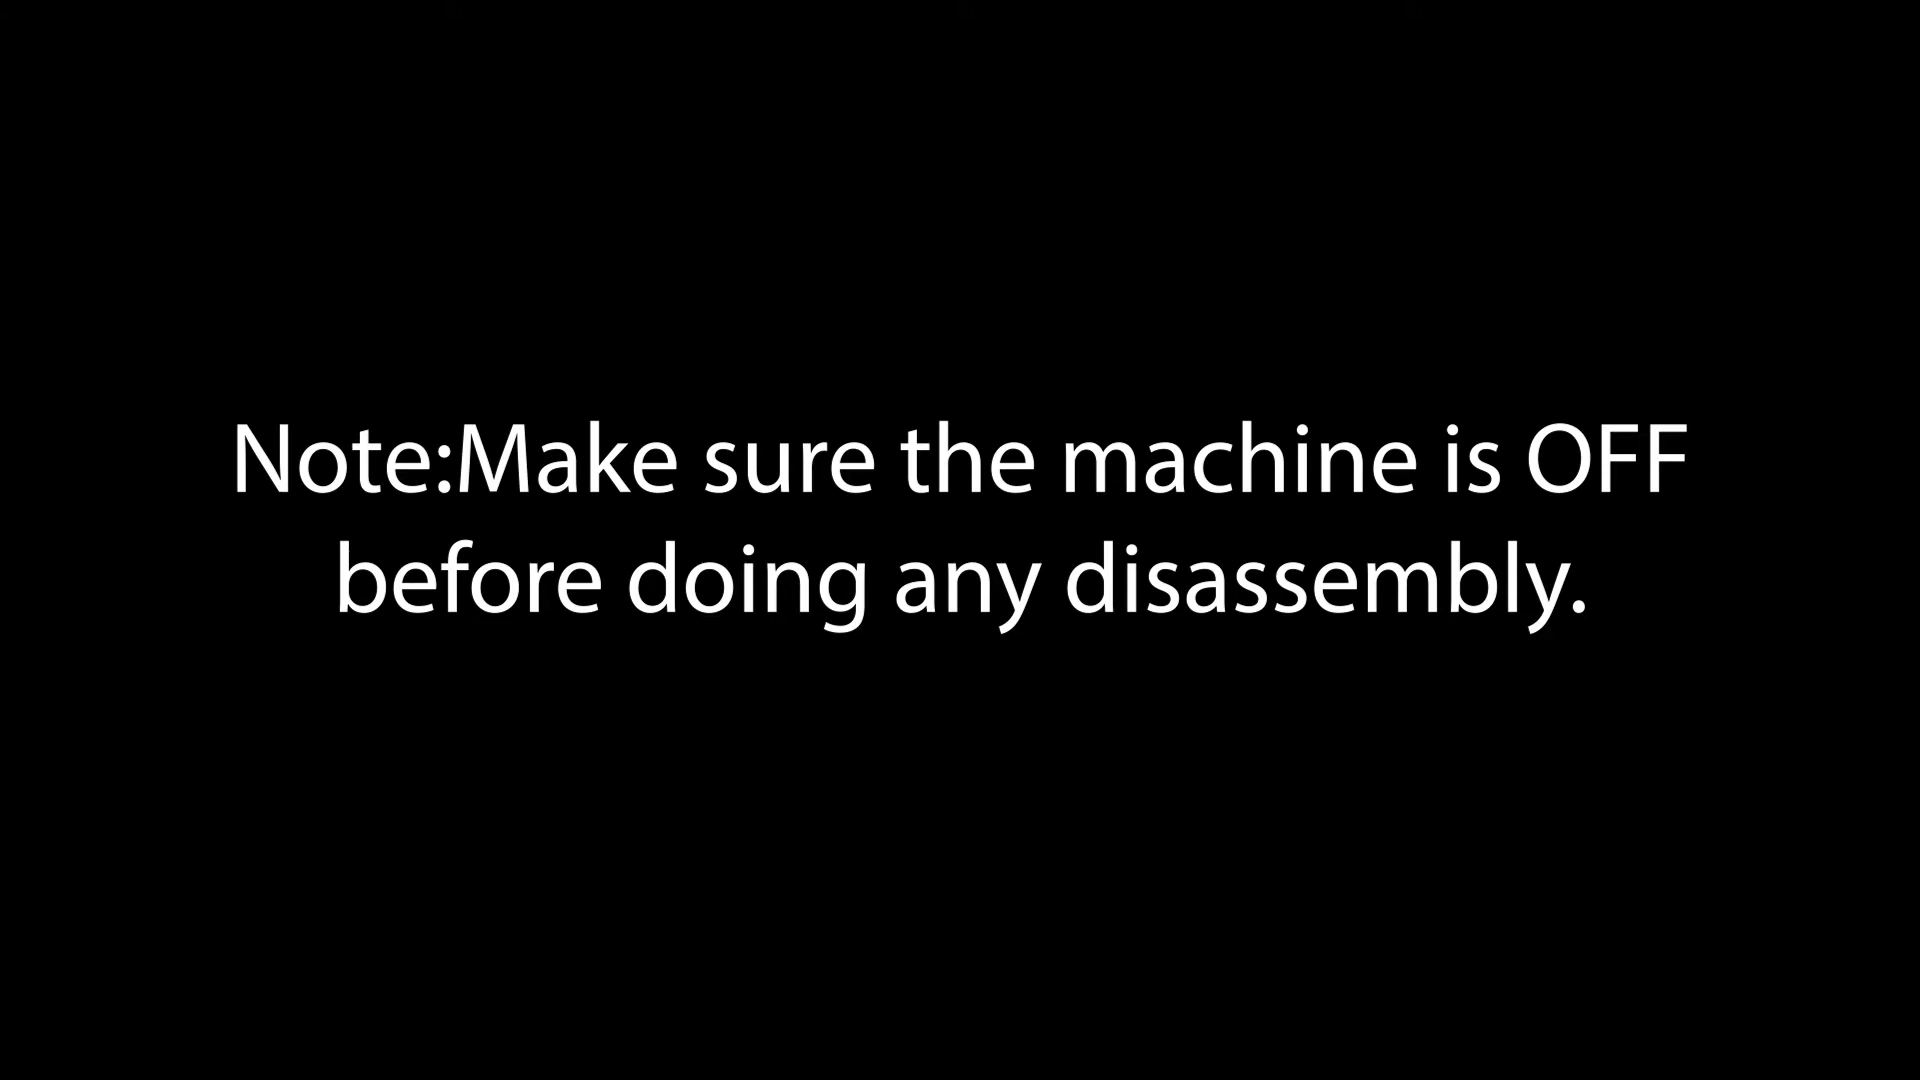 Note:Make sure the machine is OFF
before doing any disassembly.